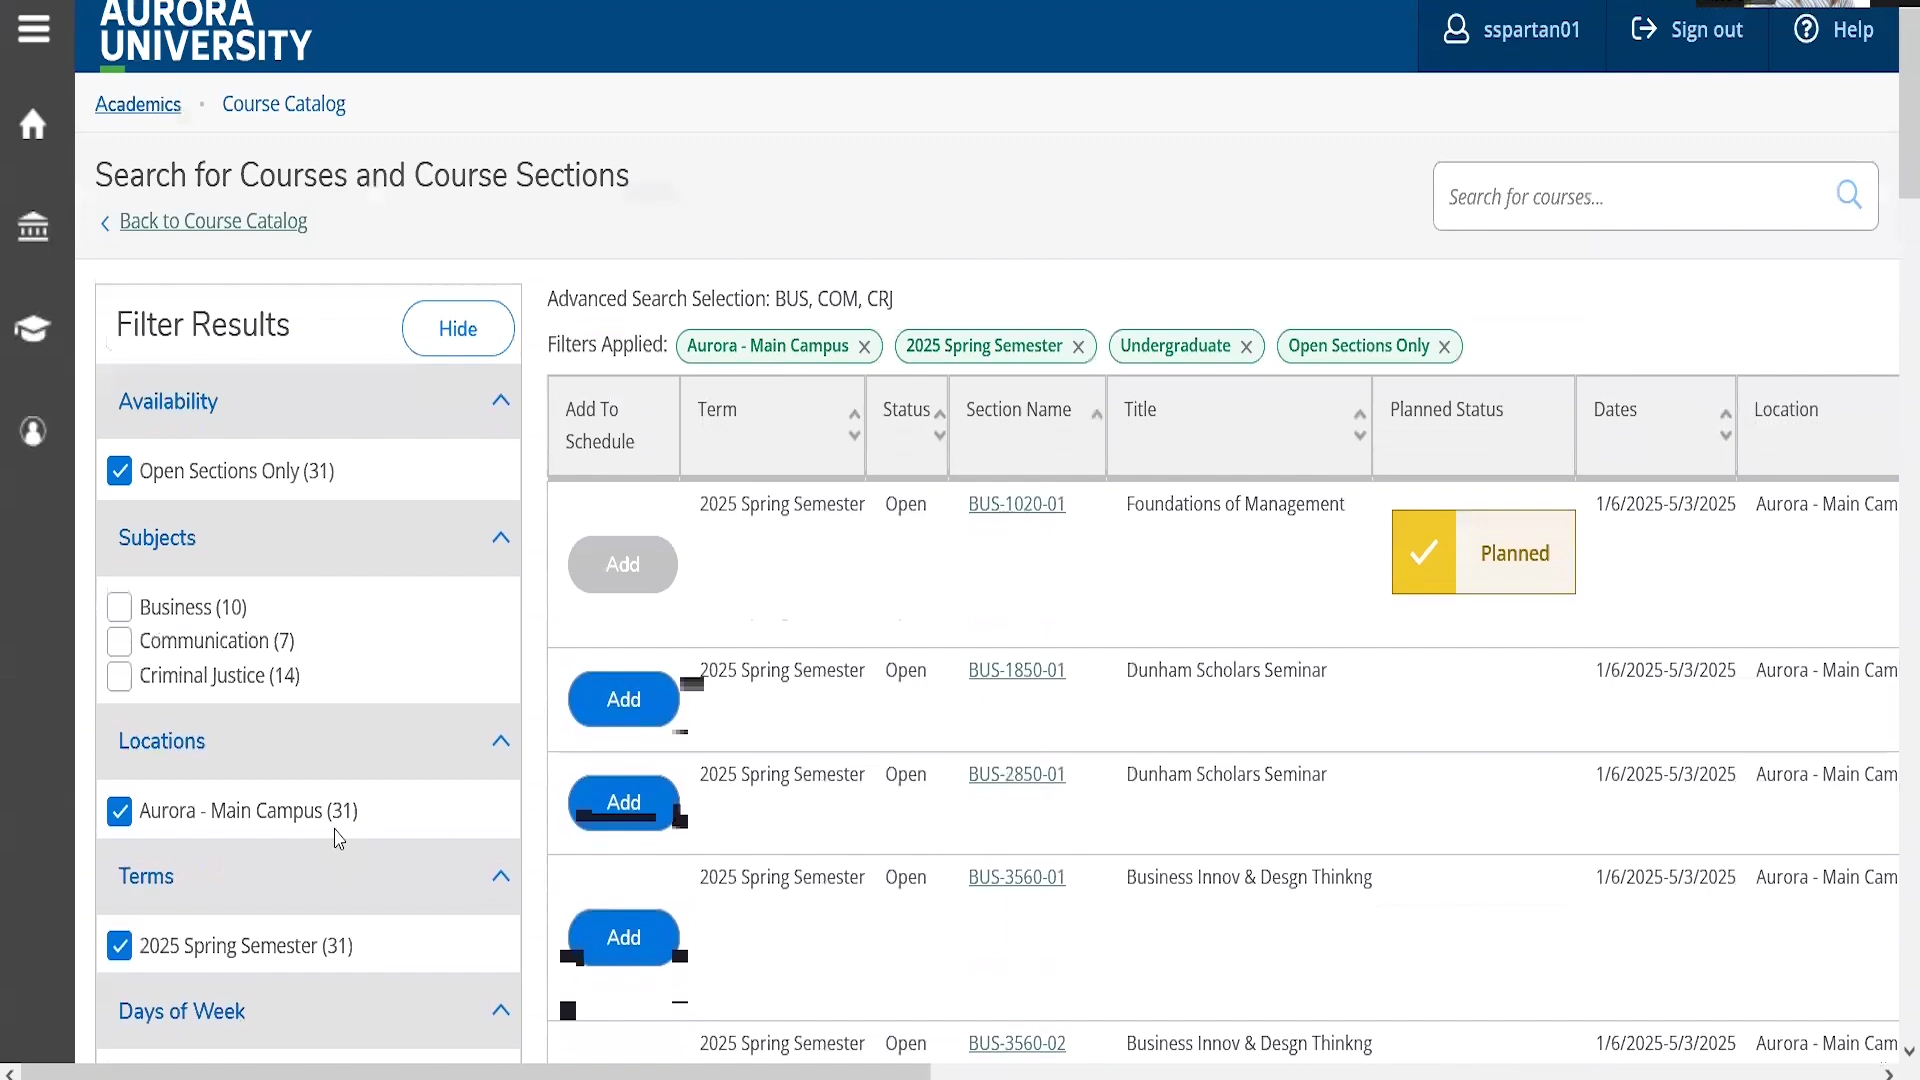 AURORA
UNIVERSITY
sspartan01
Sign out
Help
Academics • Course Catalog
Search for Courses and Course Sections
Back to Course Catalog
Search for courses...
Filter Results
Hide
Availability
Open Sections Only (31)
Subjects
Business (10)
Communication (7)
Criminal Justice (14)
Locations
Aurora - Main Campus (31)
Terms
2025 Spring Semester (31)
Days of Week
Advanced Search Selection: BUS, COM, CRJ
Filters Applied: Aurora - Main Campus 2025 Spring Semester Undergraduate Open Sections Only
Add To Schedule Term Status Section Name Title Planned Status Dates Location
Add 2025 Spring Semester Open BUS-1020-01 Foundations of Management Planned 1/6/2025-5/3/2025 Aurora - Main Cam
Add 2025 Spring Semester Open BUS-1850-01 Dunham Scholars Seminar 1/6/2025-5/3/2025 Aurora - Main Cam
Add 2025 Spring Semester Open BUS-2850-01 Dunham Scholars Seminar 1/6/2025-5/3/2025 Aurora - Main Cam
Add 2025 Spring Semester Open BUS-3560-01 Business Innov & Desgn Thinkng 1/6/2025-5/3/2025 Aurora - Main Cam
2025 Spring Semester Open BUS-3560-02 Business Innov & Desgn Thinkng 1/6/2025-5/3/2025 Aurora - Main Cam